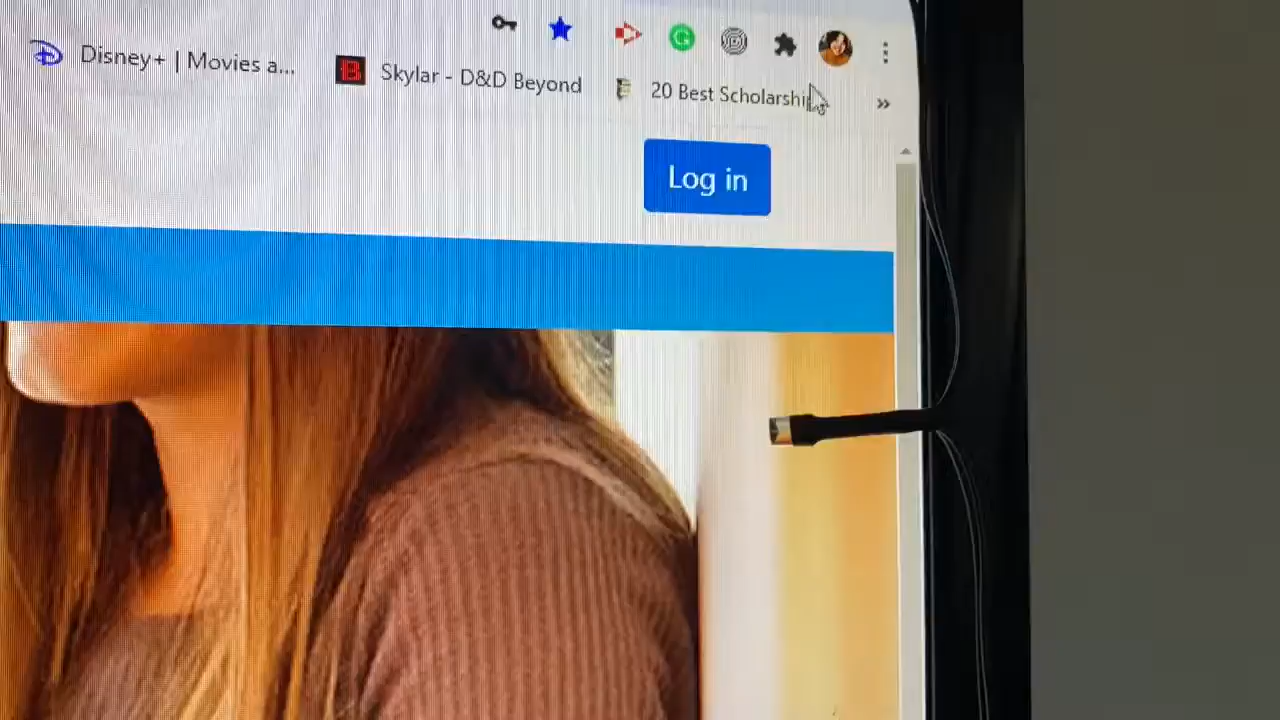 Disney+ | Movies a...
Skylar - D&D Beyond
20 Best Scholarshi
Log in